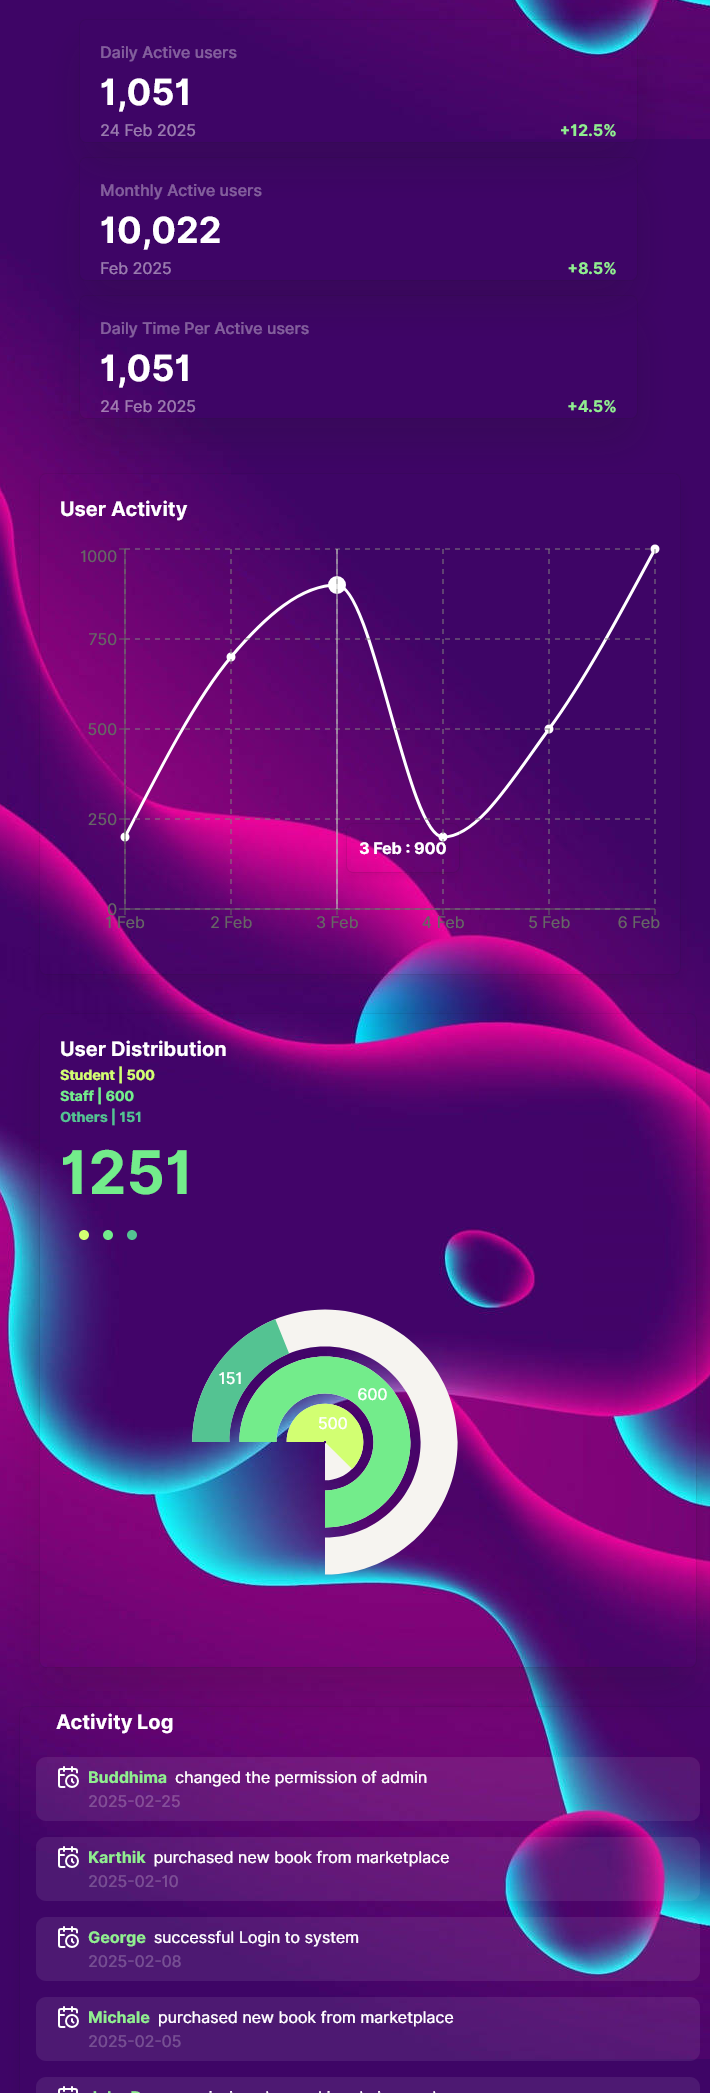 Daily Active users
1,051
24 Feb 2025 +12.5%
Monthly Active users
10,022
Feb 2025 +8.5%
Daily Time Per Active users
1,051
24 Feb 2025 +4.5%
User Activity
1000
750
500
250
3 Feb : 900
0
1 Feb 2 Feb 3 Feb 4 Feb 5 Feb 6 Feb
User Distribution
Student | 500
Staff | 600
Others | 151
1251
151
600
500
Activity Log
Buddhima changed the permission of admin
2025-02-25
Karthik purchased new book from marketplace
2025-02-10
George successful Login to system
2025-02-08
Michale purchased new book from marketplace
2025-02-05